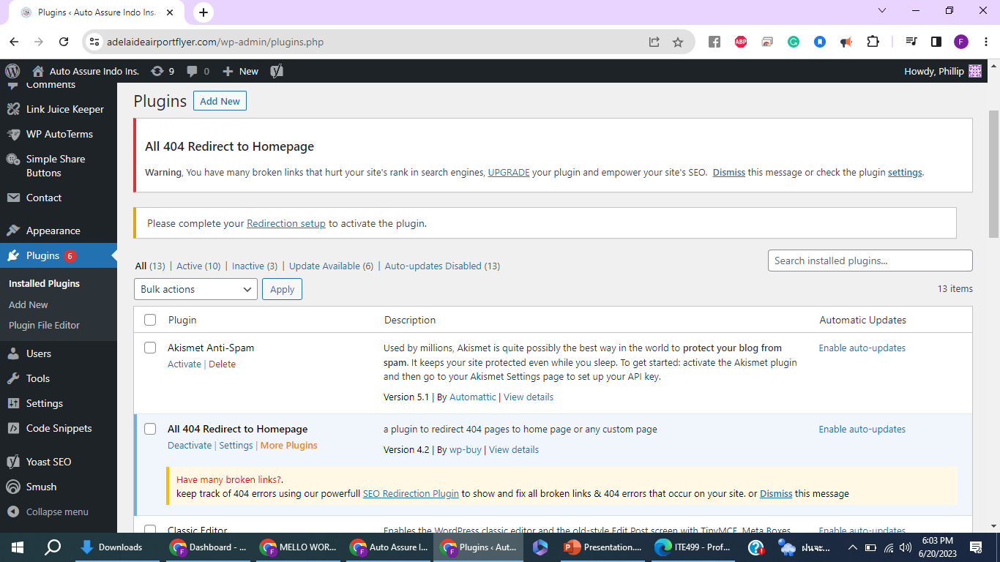 Plugins ‹ Auto Assure Indo Ins. -
adelaideairportflyer.com/wp-admin/plugins.php
ABP
F
Auto Assure Indo Ins.
9
0
New
Howdy, Phillip
Comments
Link Juice Keeper
WP AutoTerms
Simple Share
Buttons
Contact
Appearance
Plugins 6
Installed Plugins
Add New
Plugin File Editor
Users
Tools
Settings
Code Snippets
Yoast SEO
Smush
Collapse menu
Plugins
Add New
All 404 Redirect to Homepage
Warning, You have many broken links that hurt your site's rank in search engines, UPGRADE your plugin and empower your site's SEO. Dismiss this message or check the plugin settings.
Please complete your Redirection setup to activate the plugin.
All (13) | Active (10) | Inactive (3) | Update Available (6) | Auto-updates Disabled (13)
Search installed plugins...
Bulk actions
Apply
13 items
Plugin
Description
Automatic Updates
Akismet Anti-Spam
Activate | Delete
Used by millions, Akismet is quite possibly the best way in the world to protect your blog from
spam. It keeps your site protected even while you sleep. To get started: activate the Akismet plugin
and then go to your Akismet Settings page to set up your API key.
Version 5.1 | By Automattic | View details
Enable auto-updates
All 404 Redirect to Homepage
Deactivate | Settings | More Plugins
a plugin to redirect 404 pages to home page or any custom page
Version 4.2 | By wp-buy | View details
Enable auto-updates
Have many broken links?.
keep track of 404 errors using our powerfull SEO Redirection Plugin to show and fix all broken links & 404 errors that occur on your site. or Dismiss this message
Classic Editor
Enables the WordPress classic editor and the old-style Edit Post screen with TinyMCE, Meta Boxes,
Enable auto-updates
Downloads
Dashboard - ...
MELLO WOR...
Auto Assure I...
Plugins ‹ Aut...
Presentation....
ITE499 - Prof...
ฝนจะ...
6:03 PM
6/20/2023